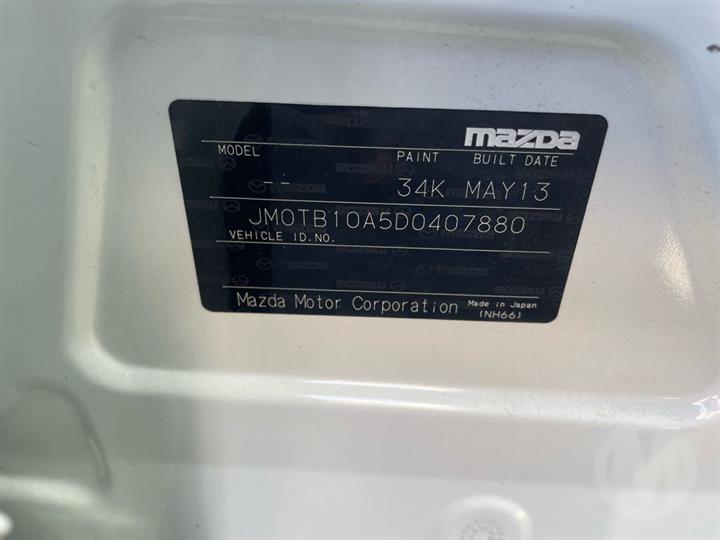 mazda
MODEL PAINT BUILT DATE
-- 34K MAY13
JM0TB10A5D0407880
VEHICLE ID.NO.
Mazda Motor Corporation Made in Japan
(NH66)